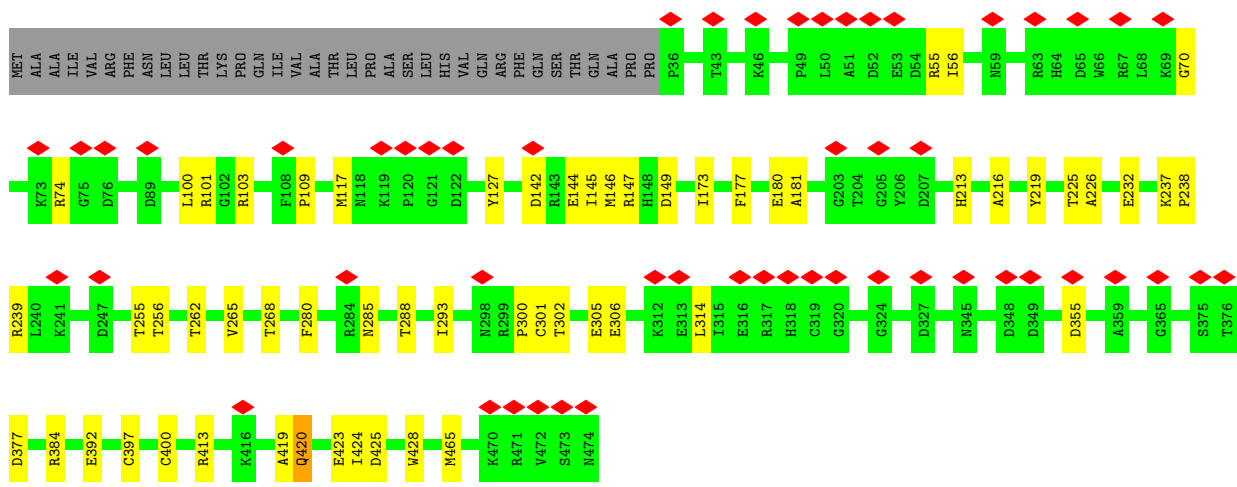 MET ALA ALA ILE VAL ARG PHE ASN LEU LEU THR LYS PRO GLN ILE VAL ALA THR LEU PRO ALA SER LEU HIS VAL GLN ARG PHE GLN SER THR GLN ALA PRO PRO P36 T43 K46 P49 L50 A51 D52 E53 D54 R55 I56 N59 R63 H64 D65 W66 R67 L68 K69 G70
K73 R74 G75 D76 D89 L100 R101 G102 R103 F108 P109 M117 N118 K119 P120 G121 D122 Y127 D142 R143 E144 I145 M146 R147 H148 D149 I173 F177 E180 A181 G203 T204 G205 Y206 D207 H213 A216 Y219 T225 A226 E232 K237 P238
R239 L240 K241 D247 T255 T256 T262 V265 T268 F280 R284 N285 T288 I293 N298 R299 P300 C301 T302 E305 E306 K312 E313 L314 I315 E316 R317 H318 C319 G320 G324 D327 N345 D348 D349 D355 A359 G365 S375 T376
D377 R384 E392 C397 C400 R413 K416 A419 Q420 E423 I424 D425 W428 M465 K470 R471 V472 S473 N474